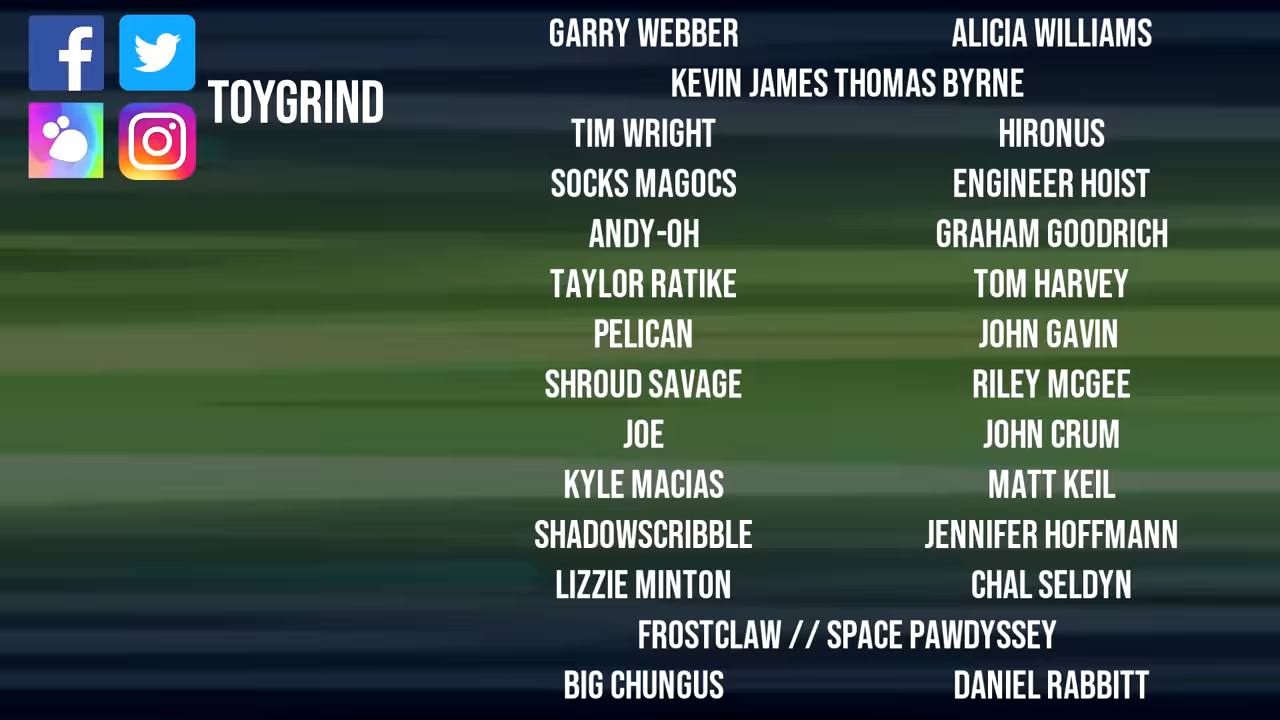 TOYGRIND
GARRY WEBBER ALICIA WILLIAMS
KEVIN JAMES THOMAS BYRNE
TIM WRIGHT HIRONUS
SOCKS MAGOCS ENGINEER HOIST
ANDY-OH GRAHAM GOODRICH
TAYLOR RATIKE TOM HARVEY
PELICAN JOHN GAVIN
SHROUD SAVAGE RILEY MCGEE
JOE JOHN CRUM
KYLE MACIAS MATT KEIL
SHADOWSCRIBBLE JENNIFER HOFFMANN
LIZZIE MINTON CHAL SELDYN
FROSTCLAW // SPACE PAWDYSSEY
BIG CHUNGUS DANIEL RABBITT